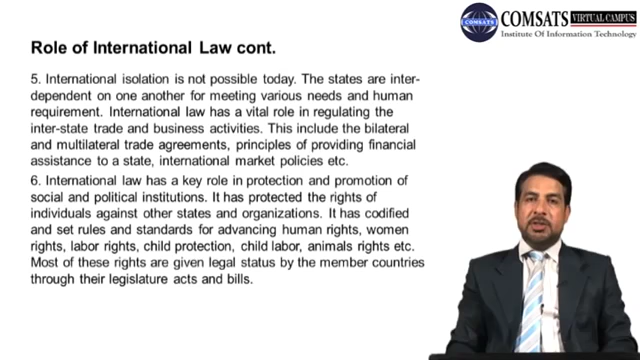 COMSATS VIRTUAL CAMPUS
COMSATS
Institute Of Information Technology
Role of International Law cont.
5. International isolation is not possible today. The states are inter-
dependent on one another for meeting various needs and human
requirement. International law has a vital role in regulating the
inter-state trade and business activities. This include the bilateral
and multilateral trade agreements, principles of providing financial
assistance to a state, international market policies etc.
6. International law has a key role in protection and promotion of
social and political institutions. It has protected the rights of
individuals against other states and organizations. It has codified
and set rules and standards for advancing human rights, women
rights, labor rights, child protection, child labor, animals rights etc.
Most of these rights are given legal status by the member countries
through their legislature acts and bills.